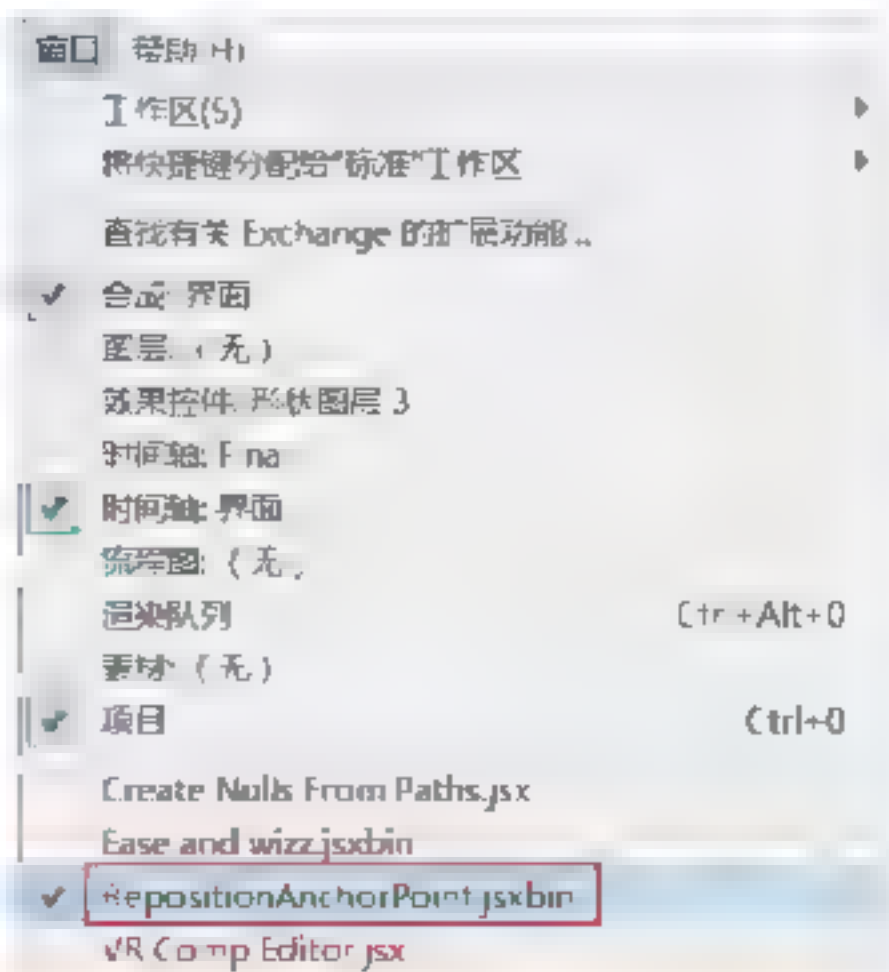 窗口 帮助(H)
工作区(S)
将快捷键分配给"标准"工作区
查找有关 Exchange 的扩展功能...
合成: 界面
图层: (无)
效果控件: 形状图层 3
时间轴: Final
时间轴: 界面
流程图: (无)
渲染队列 Ctrl+Alt+0
素材: (无)
项目 Ctrl+0
Create Nulls From Paths.jsx
Ease and wizz.jsxbin
RepositionAnchorPoint.jsxbin
VR Comp Editor.jsx